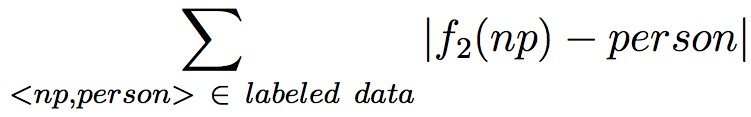 ∑ |f₂(np) − person|
<np,person> ∈ labeled data